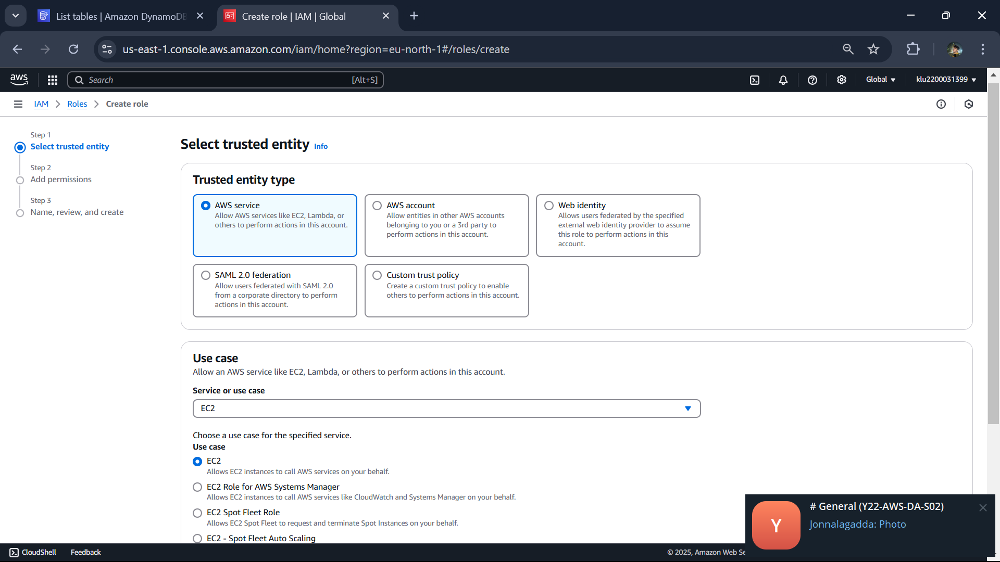 List tables | Amazon DynamoDB
Create role | IAM | Global
us-east-1.console.aws.amazon.com/iam/home?region=eu-north-1#/roles/create
aws
Search
[Alt+S]
Global
klu2200031399
IAM
Roles
Create role
Step 1
Select trusted entity
Step 2
Add permissions
Step 3
Name, review, and create
Select trusted entity Info
Trusted entity type
AWS service
Allow AWS services like EC2, Lambda, or
others to perform actions in this account.
AWS account
Allow entities in other AWS accounts
belonging to you or a 3rd party to
perform actions in this account.
Web identity
Allows users federated by the specified
external web identity provider to assume
this role to perform actions in this
account.
SAML 2.0 federation
Allow users federated with SAML 2.0
from a corporate directory to perform
actions in this account.
Custom trust policy
Create a custom trust policy to enable
others to perform actions in this account.
Use case
Allow an AWS service like EC2, Lambda, or others to perform actions in this account.
Service or use case
EC2
Choose a use case for the specified service.
Use case
EC2
Allows EC2 instances to call AWS services on your behalf.
EC2 Role for AWS Systems Manager
Allows EC2 instances to call AWS services like CloudWatch and Systems Manager on your behalf.
EC2 Spot Fleet Role
Allows EC2 Spot Fleet to request and terminate Spot Instances on your behalf.
EC2 - Spot Fleet Auto Scaling
Y
# General (Y22-AWS-DA-S02)
Jonnalagadda: Photo
CloudShell
Feedback
© 2025, Amazon Web Se